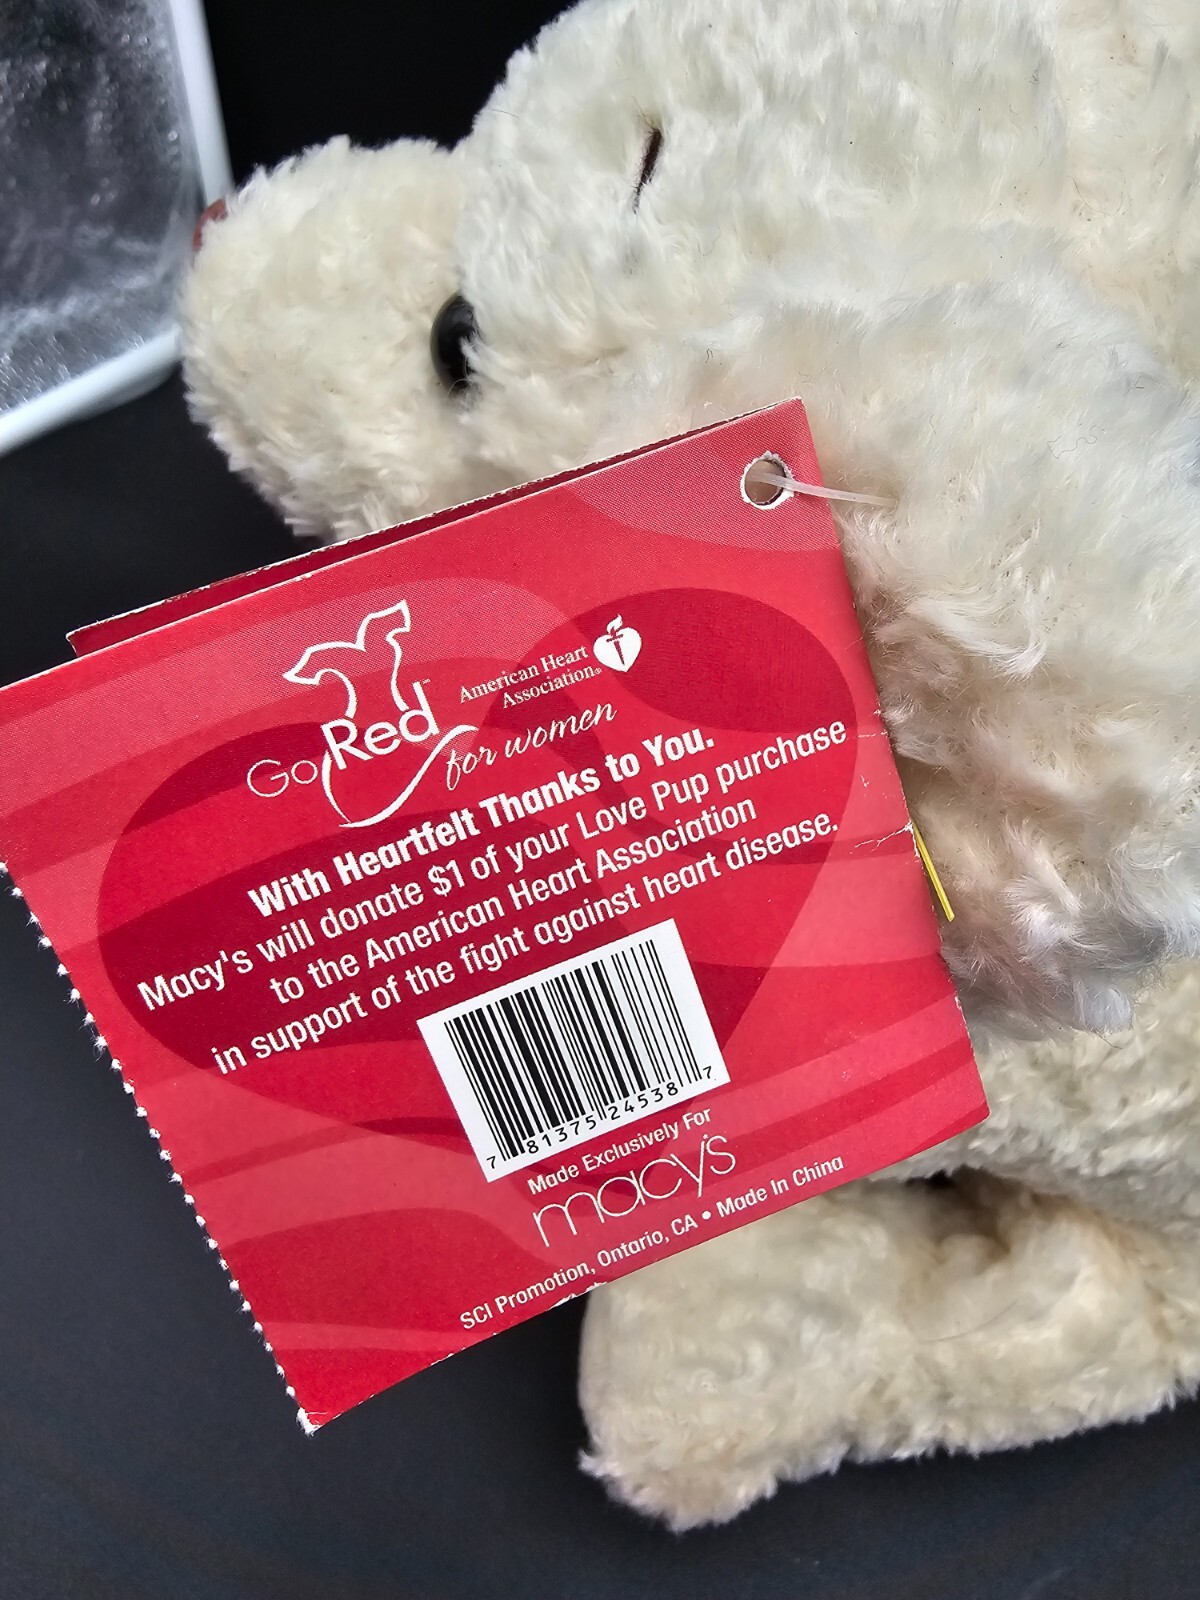 Go Red™ for women
American Heart
Association®
With Heartfelt Thanks to You.
Macy's will donate $1 of your Love Pup purchase
to the American Heart Association
in support of the fight against heart disease.
7 81375 24538 7
Made Exclusively For
macy's
SCI Promotion, Ontario, CA • Made In China